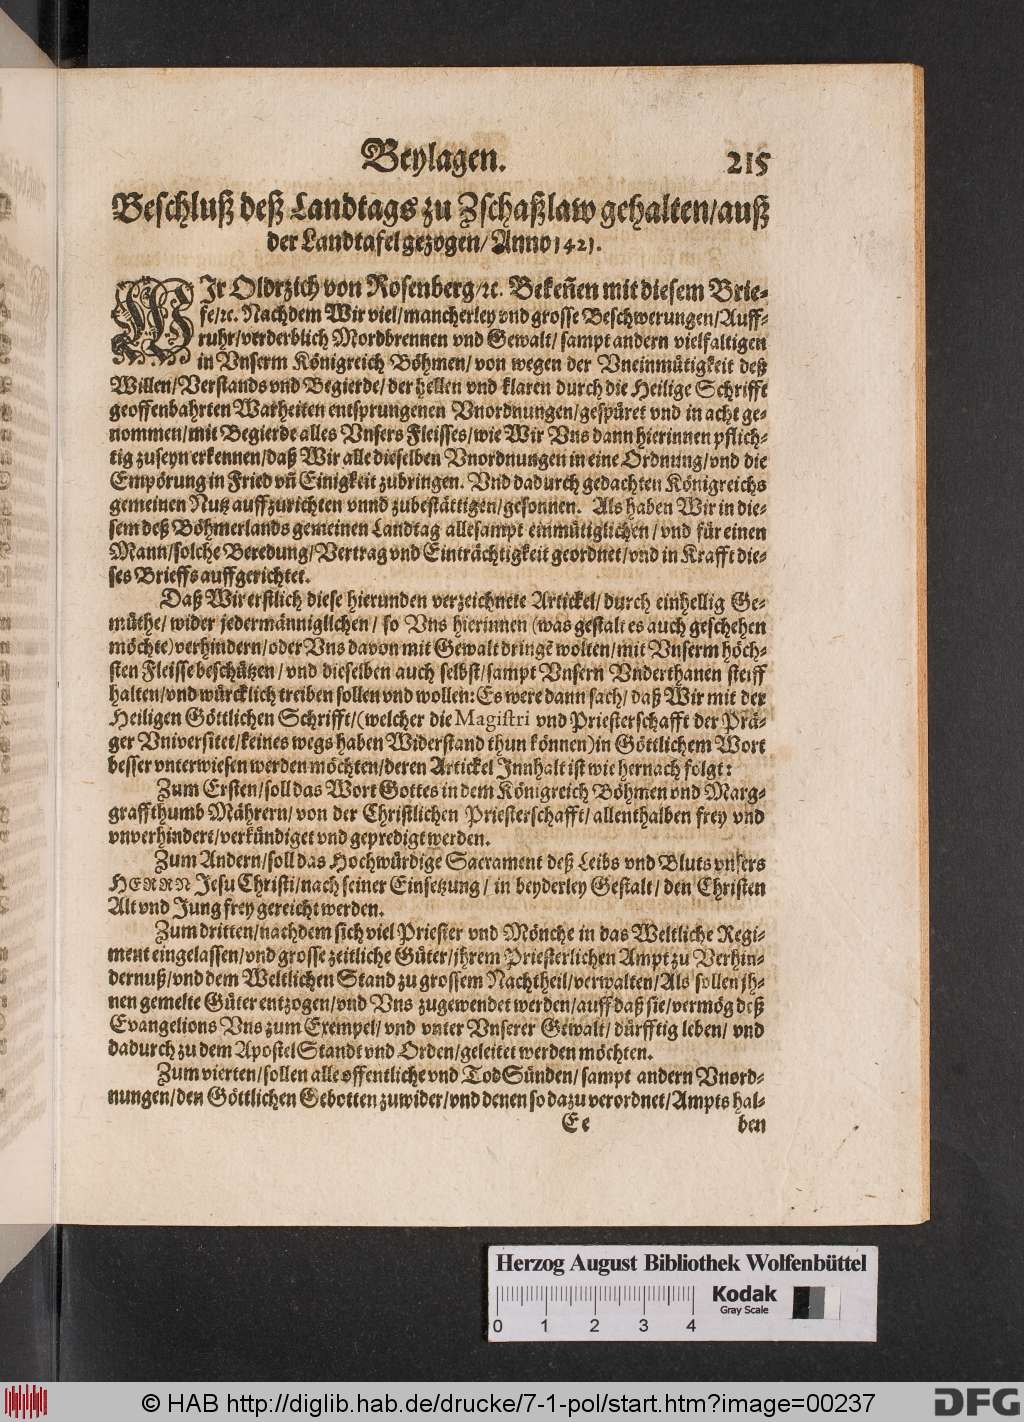 Beylagen. 215
Beschluß deß Landtags zu Zschaßlaw gehalten/auß
der Landtafel gezogen/ Anno 1421.
WIr Oldrzich von Rosenberg/ꝛc. Bekeñen mit diesem Brie-
fe/ꝛc. Nachdem Wir viel/mancherley vnd grosse Beschwerungen/Auff-
ruhr/verderblich Mordbrennen vnd Gewalt/ sampt andern vielfaltigen
in Vnserm Königreich Böhmen/ von wegen der Vneinmütigkeit deß
Willen/Verstands vnd Begierde/ der hellen vnd klaren durch die Heilige Schrifft
geoffenbahrten Warheiten entsprungenen Vnordnungen/gespüret vnd in acht ge-
nommen/mit Begierde alles Vnsers Fleisses/wie Wir Vns dann hierinnen pflich-
tig zuseyn erkennen/daß Wir alle dieselben Vnordnungen in eine Ordnung/vnd die
Empörung in Fried vñ Einigkeit zubringen. Vnd dadurch gedachten Königreichs
gemeinen Nutz auffzurichten vnnd zubestättigen/gesonnen. Als haben Wir in die-
sem deß Böhmerlands gemeinen Landtag allesampt einmütiglichen/ vnd für einen
Mann/solche Beredung/Vertrag vnd Einträchtigkeit geordnet/vnd in Krafft die-
ses Brieffs auffgerichtet.
Daß Wir erstlich diese hierunden verzeichnete Artickel/ durch einhellig Ge-
müthe/ wider jedermänniglichen/ so Vns hierinnen (was gestalt es auch geschehen
möchte) verhindern/oder Vns davon mit Gewalt dringẽ wolten/mit Vnserm höch-
sten Fleisse beschützen/ vnd dieselben auch selbst/sampt Vnsern Vnderthanen steiff
halten/vnd würcklich treiben sollen vnd wollen: Es were dann sach/ daß Wir mit der
Heiligen Göttlichen Schrifft/(welcher die Magistri vnd Priesterschafft der Prä-
ger Vniversitet/keines wegs haben Widerstand thun können) in Göttlichem Wort
besser vnterwiesen werden möchten/deren Artickel Innhalt ist wie hernach folgt:
Zum Ersten/soll das Wort Gottes in dem Königreich Böhmen vnd Marg-
graffthumb Mährern/ von der Christlichen Priesterschafft/ allenthalben frey vnd
vnverhindert/verkündiget vnd gepredigt werden.
Zum Andern/soll das Hochwürdige Sacrament deß Leibs vnd Bluts vnsers
HERRN Jesu Christi/nach seiner Einsetzung/ in beyderley Gestalt/ den Christen
Alt vnd Jung frey gereicht werden.
Zum dritten/nachdem sich viel Priester vnd Mönche in das Weltliche Regi-
ment eingelassen/vnd grosse zeitliche Güter/jhrem Priesterlichen Ampt zu Verhin-
dernuß/vnd dem Weltlichen Stand zu grossem Nachtheil/verwalten/Als sollen jh-
nen gemelte Güter entzogen/vnd Vns zugewendet werden/auff daß sie/vermög deß
Evangelions Vns zum Exempel/ vnd vnter Vnserer Gewalt/ dürfftig leben/ vnd
dadurch zu dem Apostel Standt vnd Orden/geleitet werden möchten.
Zum vierten/sollen alle offentliche vnd Tod Sünden/ sampt andern Vnord-
nungen/den Göttlichen Gebotten zuwider/vnd denen so dazu verordnet/Ampts hal-
Ee ben
Herzog August Bibliothek Wolfenbüttel
Kodak
Gray Scale
0 1 2 3 4
© HAB http://diglib.hab.de/drucke/7-1-pol/start.htm?image=00237
DFG